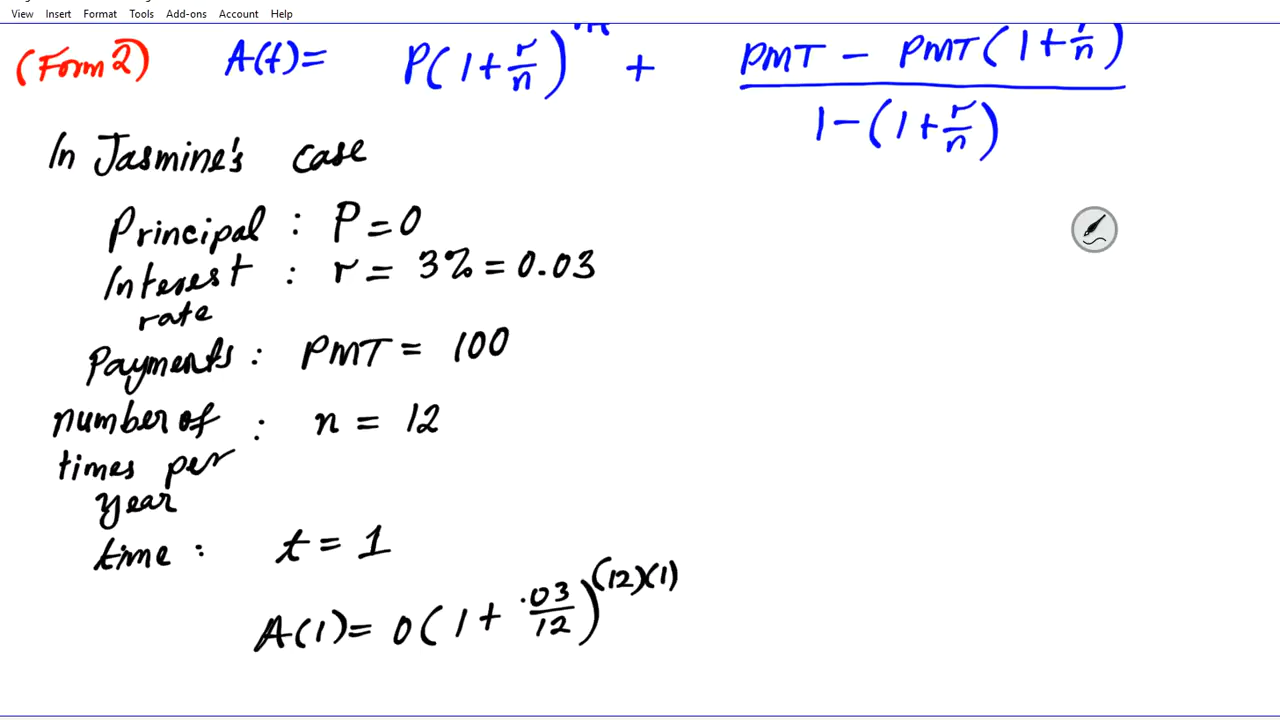 View Insert Format Tools Add-ons Account Help
(Form 2) A(t) = P(1 + r/n) + PMT - PMT(1 + r/n)
1 - (1 + r/n)
In Jasmine's case
Principal : P = 0
Interest : r = 3% = 0.03
rate
Payments : PMT = 100
number of : n = 12
times per
year
time : t = 1
A(1) = 0(1 + .03/12)^(12)(1)